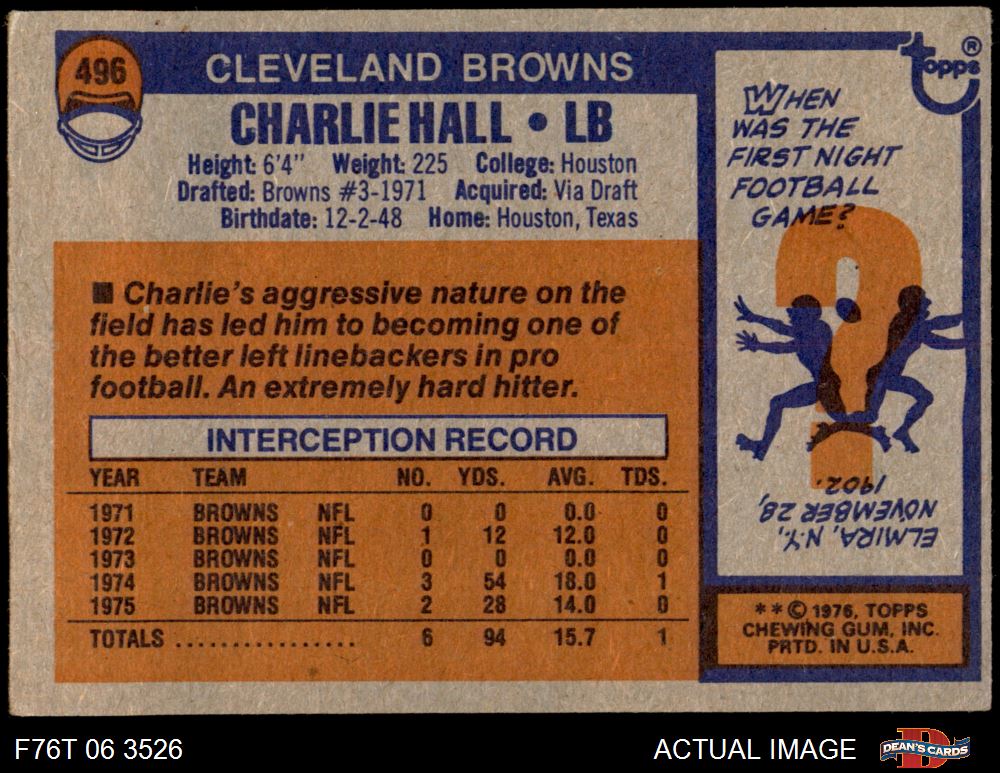 496
CLEVELAND BROWNS
CHARLIE HALL • LB
Height: 6'4" Weight: 225 College: Houston
Drafted: Browns #3-1971 Acquired: Via Draft
Birthdate: 12-2-48 Home: Houston, Texas
■ Charlie's aggressive nature on the
field has led him to becoming one of
the better left linebackers in pro
football. An extremely hard hitter.
INTERCEPTION RECORD
YEAR TEAM NO. YDS. AVG. TDS.
1971 BROWNS NFL 0 0 0.0 0
1972 BROWNS NFL 1 12 12.0 0
1973 BROWNS NFL 0 0 0.0 0
1974 BROWNS NFL 3 54 18.0 1
1975 BROWNS NFL 2 28 14.0 0
TOTALS ................. 6 94 15.7 1
Topps®
WHEN
WAS THE
FIRST NIGHT
FOOTBALL
GAME?
?
ELMIRA, N.Y.,
NOVEMBER 28,
1902.
**© 1976, TOPPS
CHEWING GUM, INC.
PRTD. IN U.S.A.
F76T 06 3526
ACTUAL IMAGE
DEAN'S CARDS